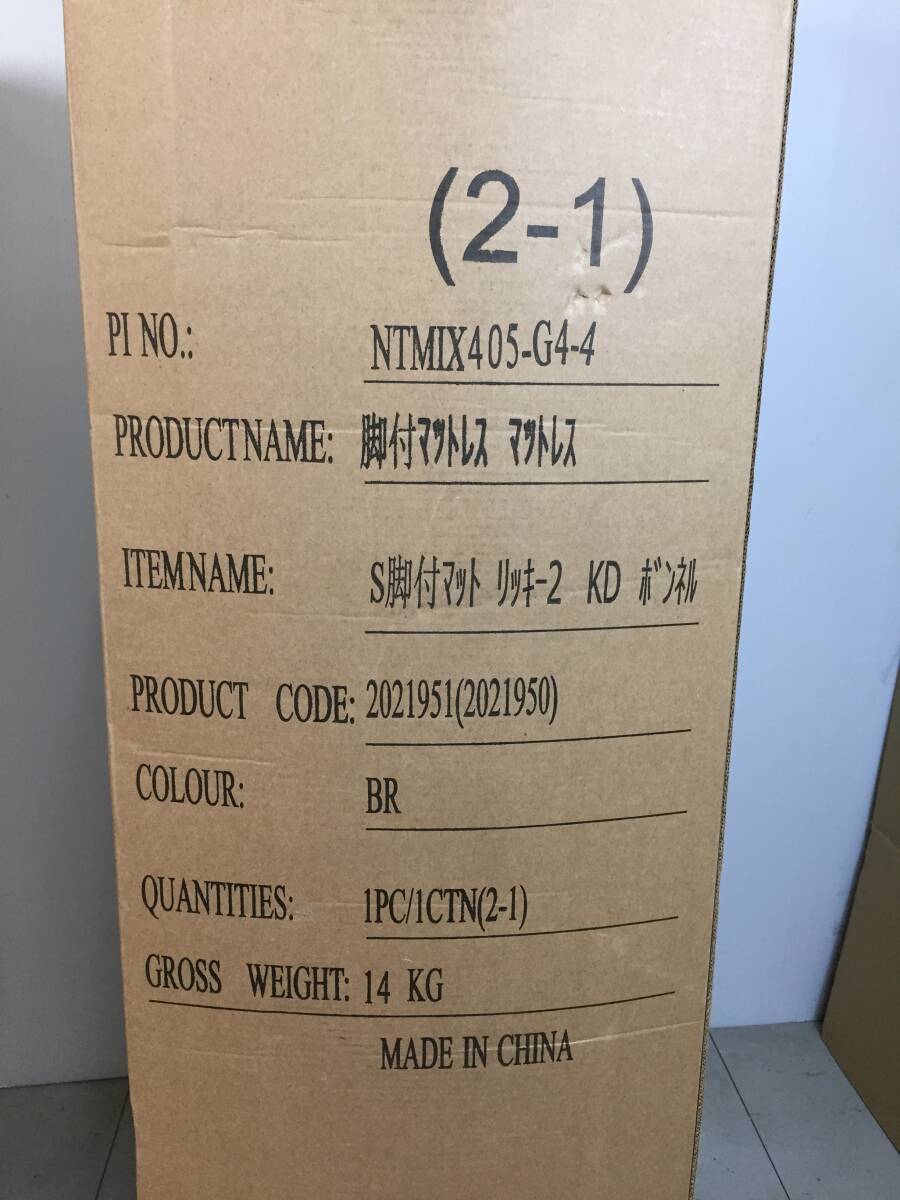 (2-1)
PI NO.: NTMIX405-G4-4
PRODUCTNAME: 脚付ﾏｯﾄﾚｽ ﾏｯﾄﾚｽ
ITEMNAME: S脚付ﾏｯﾄ ﾘｯｷｰ2 KD ﾎﾞﾝﾈﾙ
PRODUCT CODE: 2021951(2021950)
COLOUR: BR
QUANTITIES: 1PC/1CTN(2-1)
GROSS WEIGHT: 14 KG
MADE IN CHINA